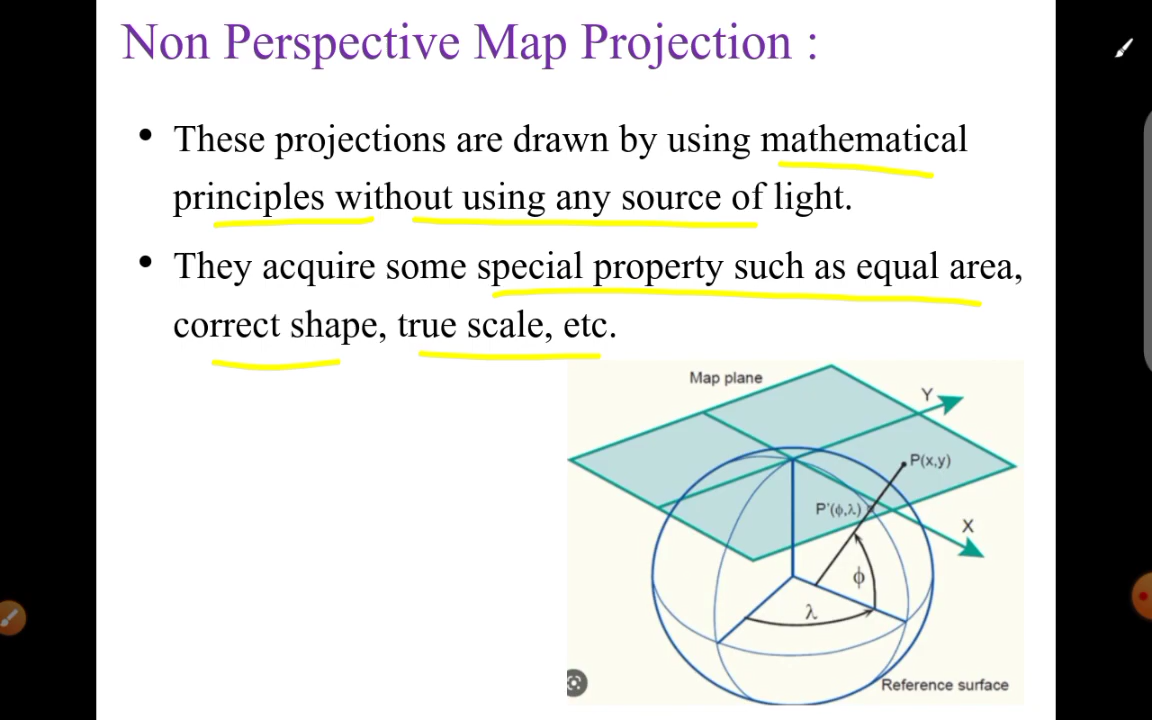 Non Perspective Map Projection :
• These projections are drawn by using mathematical
principles without using any source of light.
• They acquire some special property such as equal area,
correct shape, true scale, etc.
Map plane
Y
P(x,y)
P'(ϕ,λ)
X
ϕ
λ
Reference surface